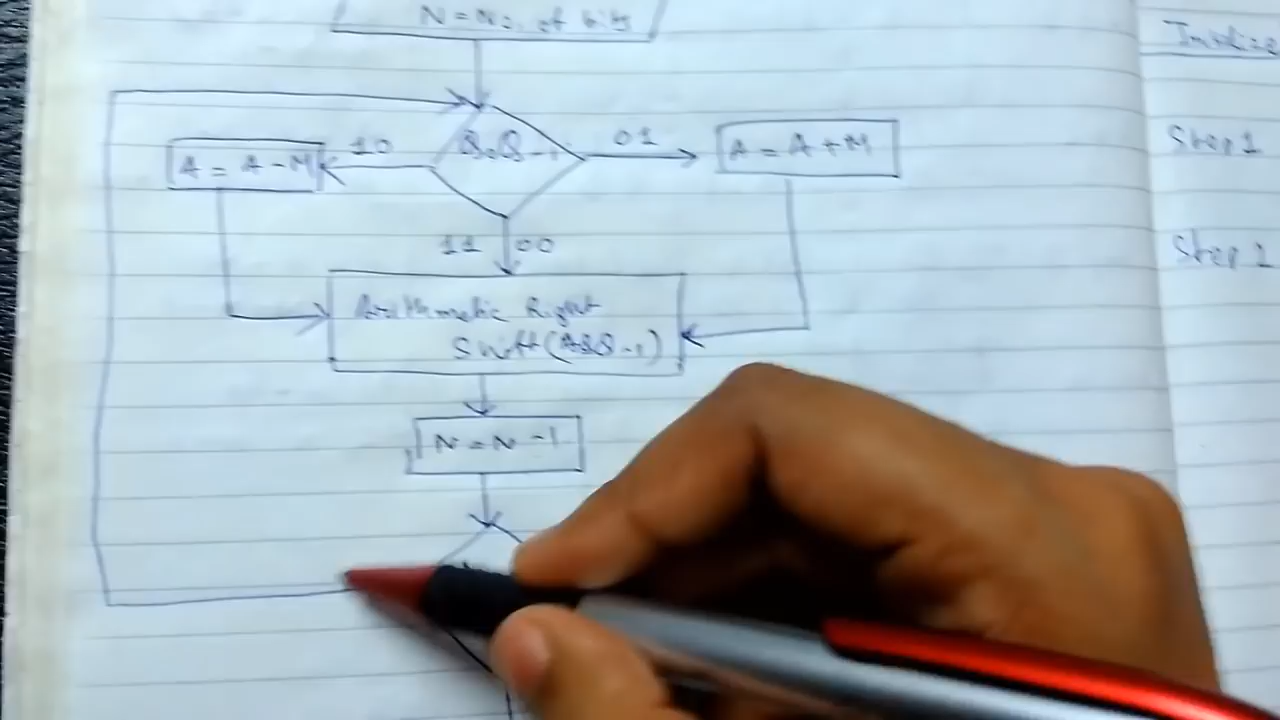 N = No. of bits
Q₀Q₋₁
10
01
A = A - M
A = A + M
11
00
Arithmetic Right
Shift (AQQ₋₁)
N = N - 1
Initialize
Step 1
Step 2